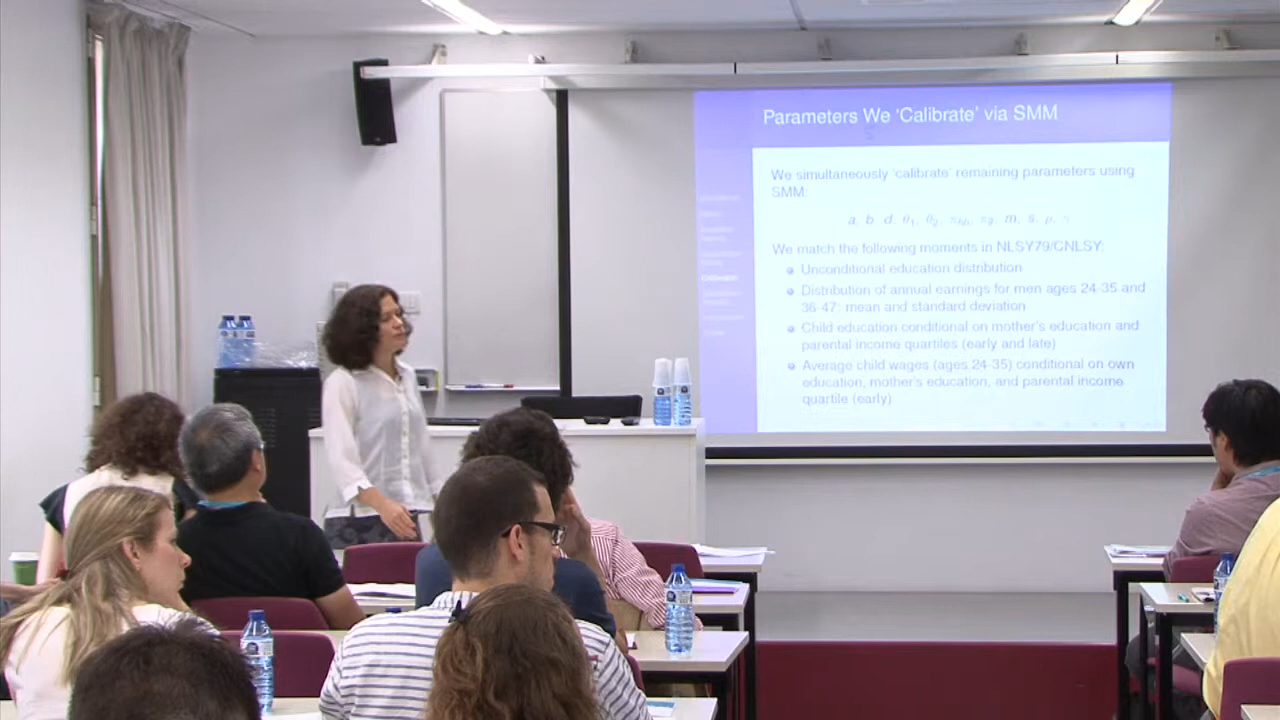 Parameters We 'Calibrate' via SMM
We simultaneously 'calibrate' remaining parameters using
SMM:
a, b, d, θ₁, θ₂, m, s, ρ, γ
We match the following moments in NLSY79/CNLSY:
Unconditional education distribution
Distribution of annual earnings for men ages 24-35 and
36-47: mean and standard deviation
Child education conditional on mother's education and
parental income quartiles (early and late)
Average child wages (ages 24-35) conditional on own
education, mother's education, and parental income
quartile (early)